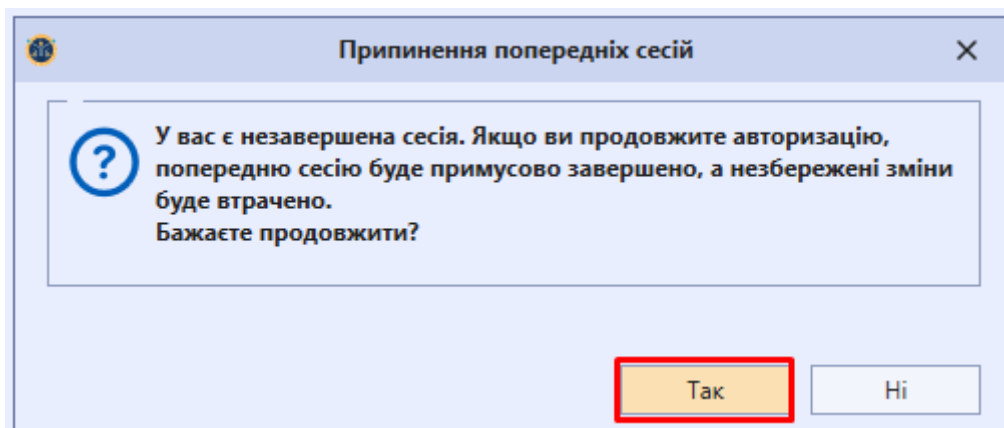 Припинення попередніх сесій
У вас є незавершена сесія. Якщо ви продовжите авторизацію,
попередню сесію буде примусово завершено, а незбережені зміни
буде втрачено.
Бажаєте продовжити?
Так
Ні